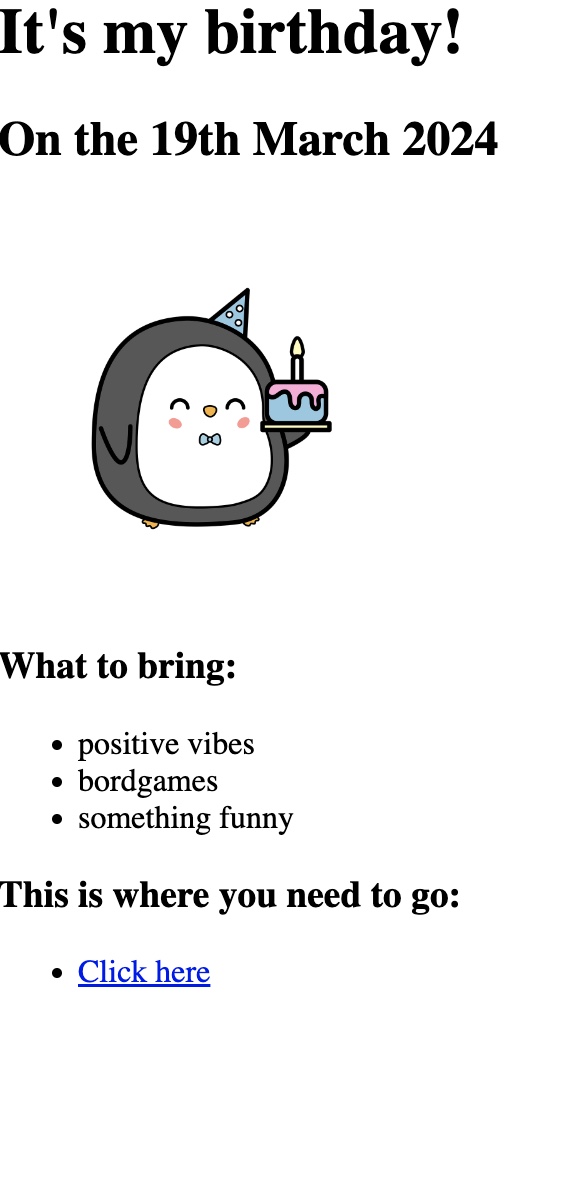 It's my birthday!
On the 19th March 2024
What to bring:
positive vibes
bordgames
something funny
This is where you need to go:
Click here